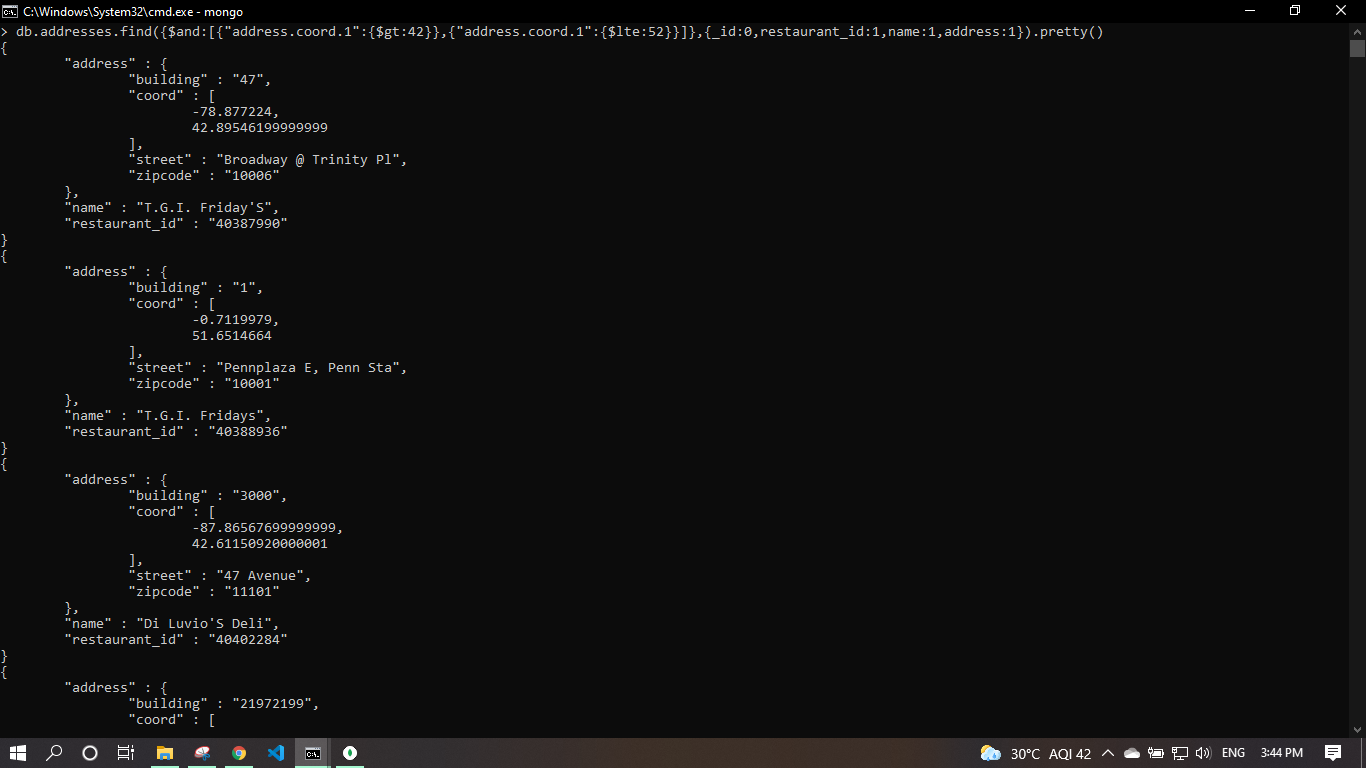 C:\Windows\System32\cmd.exe - mongo
> db.addresses.find({$and:[{"address.coord.1":{$gt:42}},{"address.coord.1":{$lte:52}}]},{_id:0,restaurant_id:1,name:1,address:1}).pretty()
{
"address" : {
"building" : "47",
"coord" : [
-78.877224,
42.89546199999999
],
"street" : "Broadway @ Trinity Pl",
"zipcode" : "10006"
},
"name" : "T.G.I. Friday'S",
"restaurant_id" : "40387990"
}
{
"address" : {
"building" : "1",
"coord" : [
-0.7119979,
51.6514664
],
"street" : "Pennplaza E, Penn Sta",
"zipcode" : "10001"
},
"name" : "T.G.I. Fridays",
"restaurant_id" : "40388936"
}
{
"address" : {
"building" : "3000",
"coord" : [
-87.86567699999999,
42.61150920000001
],
"street" : "47 Avenue",
"zipcode" : "11101"
},
"name" : "Di Luvio'S Deli",
"restaurant_id" : "40402284"
}
{
"address" : {
"building" : "21972199",
"coord" : [
30°C AQI 42 ENG 3:44 PM